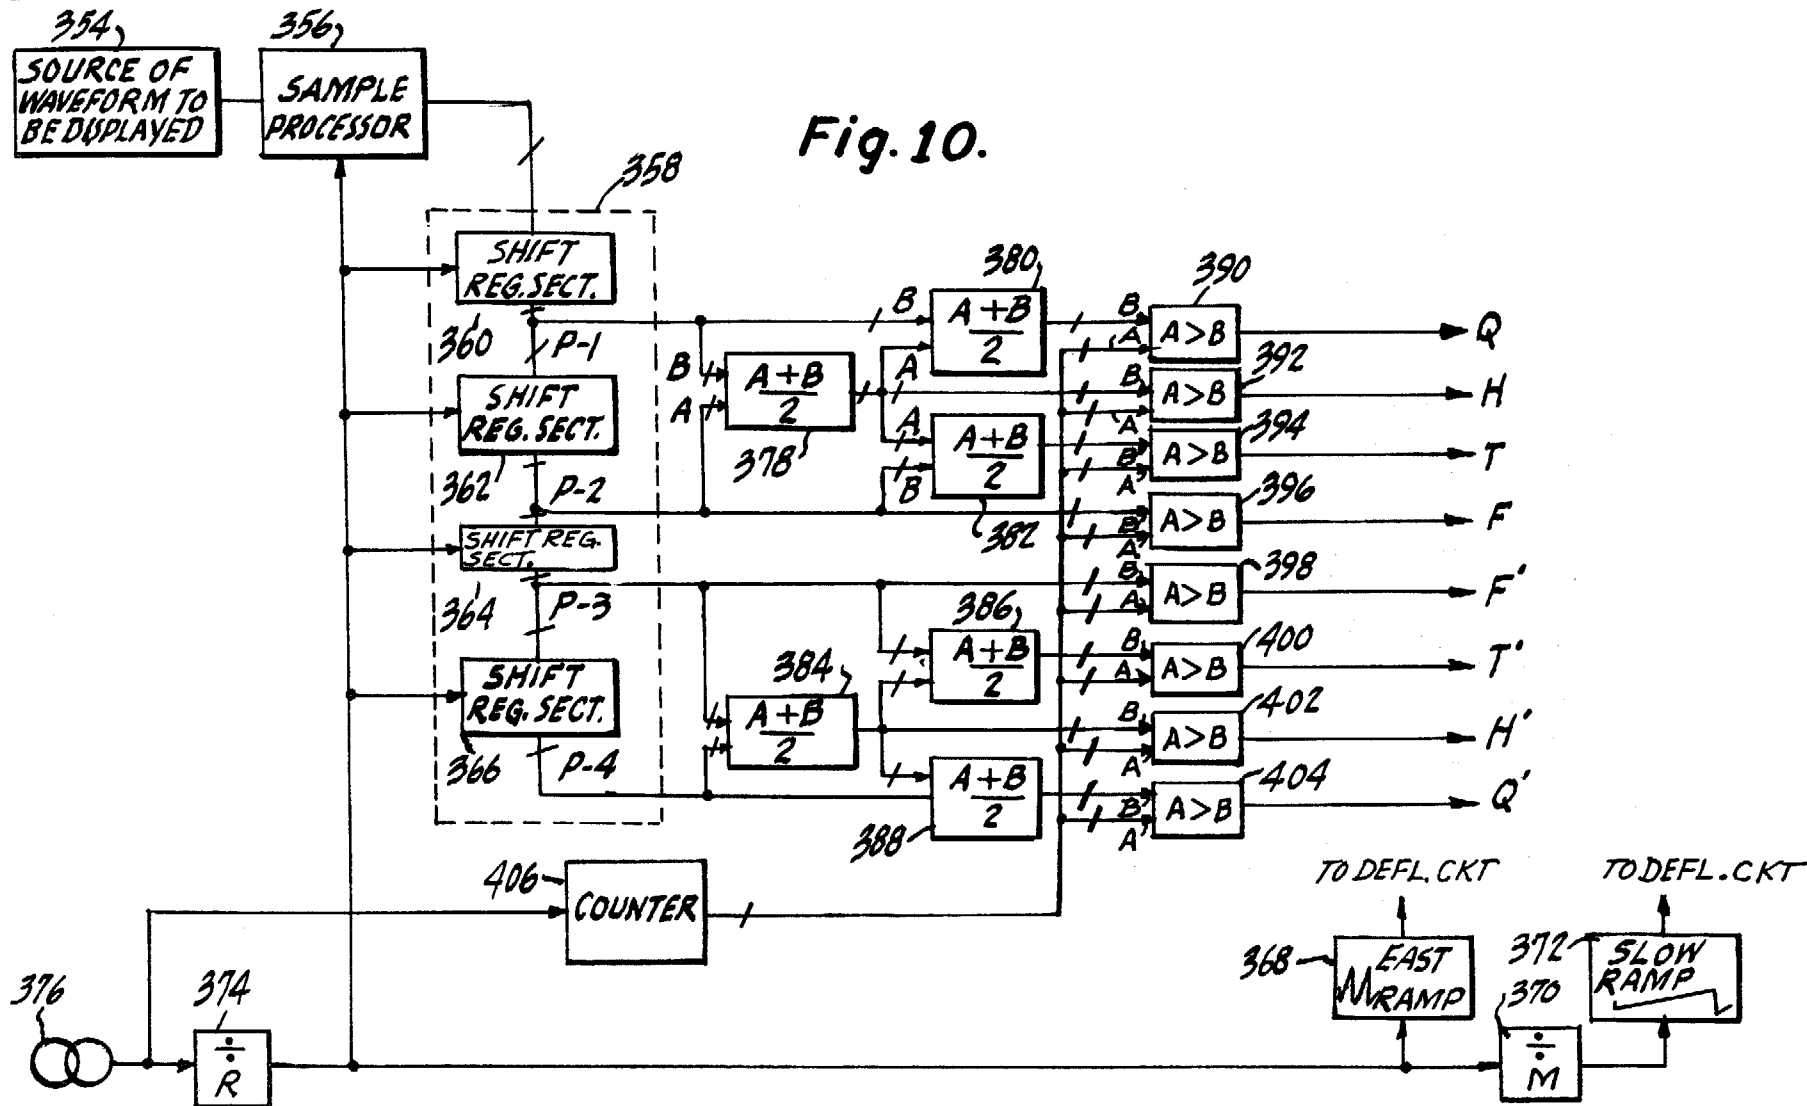 354
356
SOURCE OF
WAVEFORM TO
BE DISPLAYED
SAMPLE
PROCESSOR
Fig. 10.
358
SHIFT
REG. SECT.
360
P-1
SHIFT
REG. SECT.
362
P-2
SHIFT REG.
SECT.
364
P-3
SHIFT
REG. SECT.
366
P-4
B
A
A+B
2
378
B
A
380
A+B
2
A
B
A+B
2
382
384
A+B
2
386
A+B
2
A+B
2
388
B
A
390
A>B
Q
B
A
392
A>B
H
B
A
394
A>B
T
B
A
396
A>B
F
B
A
398
A>B
F'
B
A
400
A>B
T'
B
A
402
A>B
H'
B
A
404
A>B
Q'
406
COUNTER
TO DEFL. CKT
TO DEFL. CKT
368
EAST
RAMP
372
SLOW
RAMP
370
÷
M
376
374
÷
R